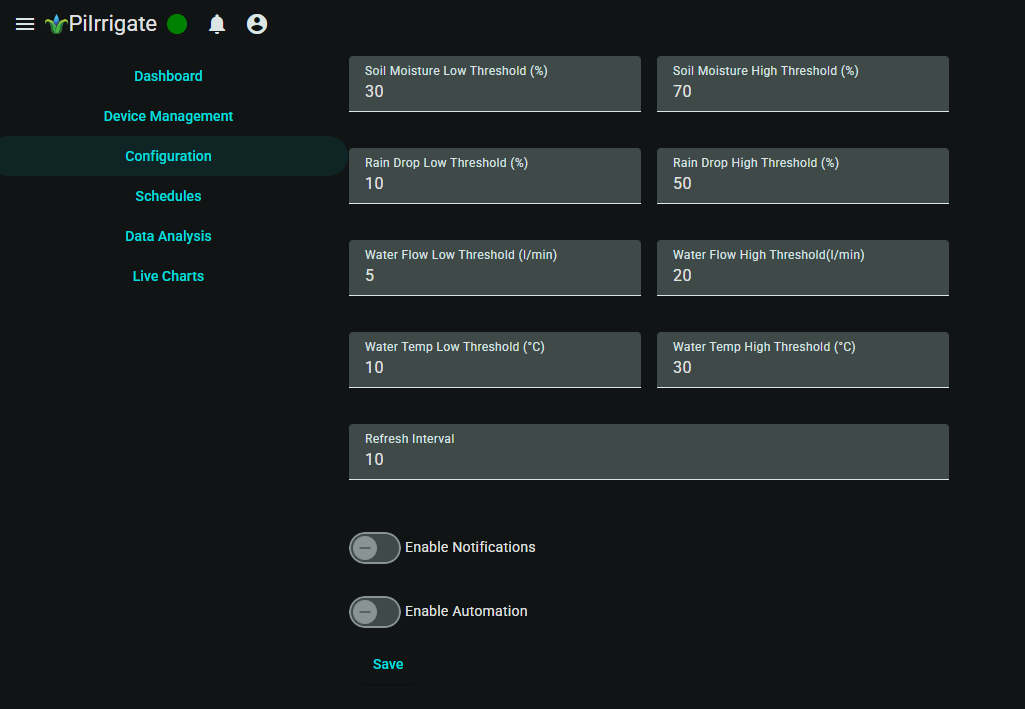 PiIrrigate
Dashboard
Device Management
Configuration
Schedules
Data Analysis
Live Charts
Soil Moisture Low Threshold (%)
30
Soil Moisture High Threshold (%)
70
Rain Drop Low Threshold (%)
10
Rain Drop High Threshold (%)
50
Water Flow Low Threshold (l/min)
5
Water Flow High Threshold(l/min)
20
Water Temp Low Threshold (°C)
10
Water Temp High Threshold (°C)
30
Refresh Interval
10
Enable Notifications
Enable Automation
Save